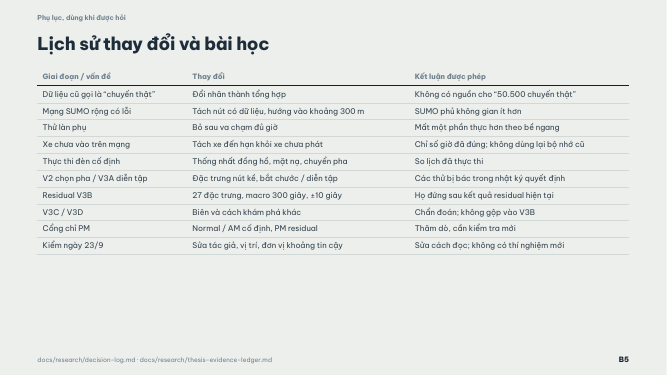 Phụ lục, dùng khi được hỏi
Lịch sử thay đổi và bài học
Giai đoạn / vấn đề Thay đổi Kết luận được phép
Dữ liệu cũ gọi là “chuyến thật” Đổi nhãn thành tổng hợp Không có nguồn cho “50.500 chuyến thật”
Mạng SUMO rộng có lỗi Tách nút có dữ liệu, hướng vào khoảng 300 m SUMO phủ không gian ít hơn
Thử làn phụ Bỏ sau va chạm đủ giờ Mất một phần thực hơn theo bề ngang
Xe chưa vào trên mạng Tách xe đến hạn khỏi xe chưa phát Chỉ số giờ đã đúng; không dùng lại bộ nhớ cũ
Thực thi đèn cố định Thống nhất đồng hồ, mặt nạ, chuyển pha So lịch đã thực thi
V2 chọn pha / V3A diễn tập Đặc trưng nút kế, bắt chước / diễn tập Các thử bị bác trong nhật ký quyết định
Residual V3B 27 đặc trưng, macro 300 giây, ±10 giây Họ đứng sau kết quả residual hiện tại
V3C / V3D Biên và cách khám phá khác Chẩn đoán; không gộp vào V3B
Cổng chỉ PM Normal / AM cố định, PM residual Thăm dò, cần kiểm tra mới
Kiểm ngày 23/9 Sửa tác giả, vị trí, đơn vị khoảng tin cậy Sửa cách đọc; không có thí nghiệm mới
docs/research/decision-log.md · docs/research/thesis-evidence-ledger.md
B5